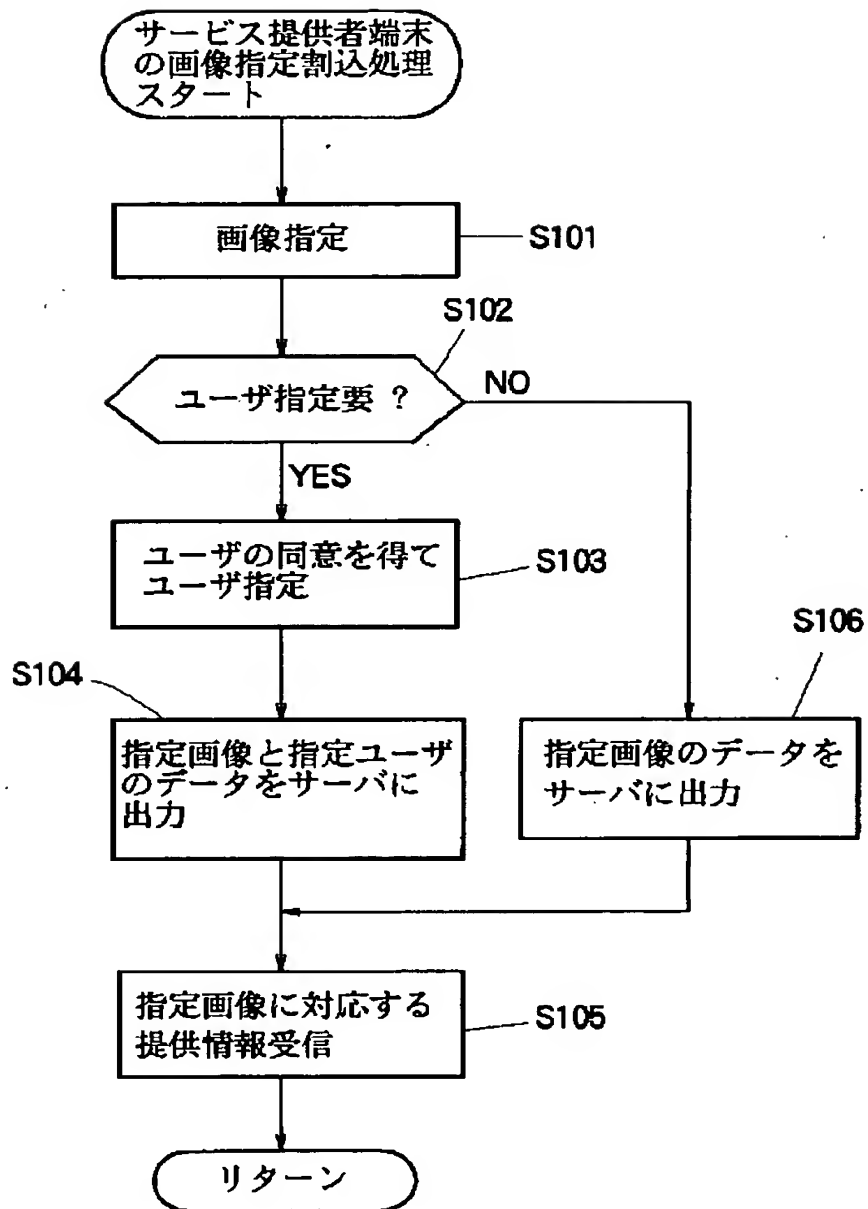 サービス提供者端末
の画像指定割込処理
スタート
画像指定
S101
S102
ユーザ指定要 ?
NO
YES
ユーザの同意を得て
ユーザ指定
S103
S106
S104
指定画像と指定ユーザ
のデータをサーバに
出力
指定画像のデータを
サーバに出力
指定画像に対応する
提供情報受信
S105
リターン